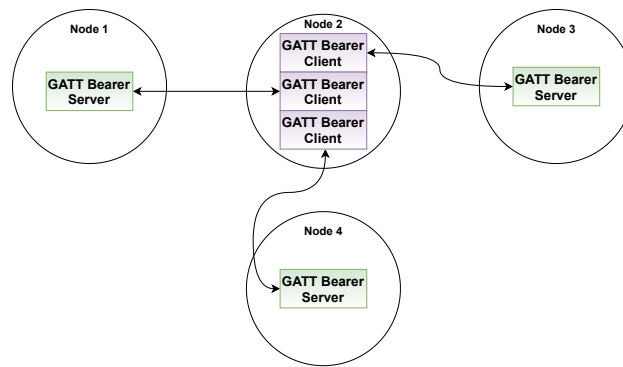 Node 1
GATT Bearer
Server
Node 2
GATT Bearer
Client
GATT Bearer
Client
GATT Bearer
Client
Node 3
GATT Bearer
Server
Node 4
GATT Bearer
Server